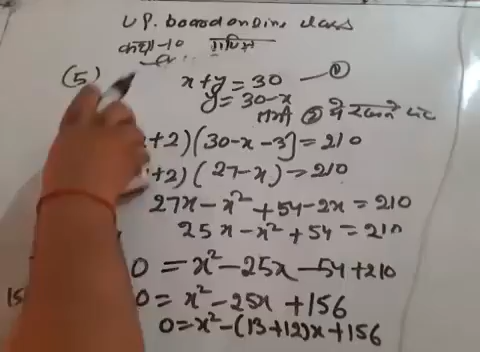 U.P. board online class
कक्षा-10 गणित
(5) x+y=30 —①
y=30-x
② में रखने पर
x+2)(30-x-3]=210
+2)(27-x)=210
27x-x²+54-2x=210
25x-x²+54=210
0=x²-25x-54+210
15 0=x²-25x+156
0=x²-(13+12)x+156